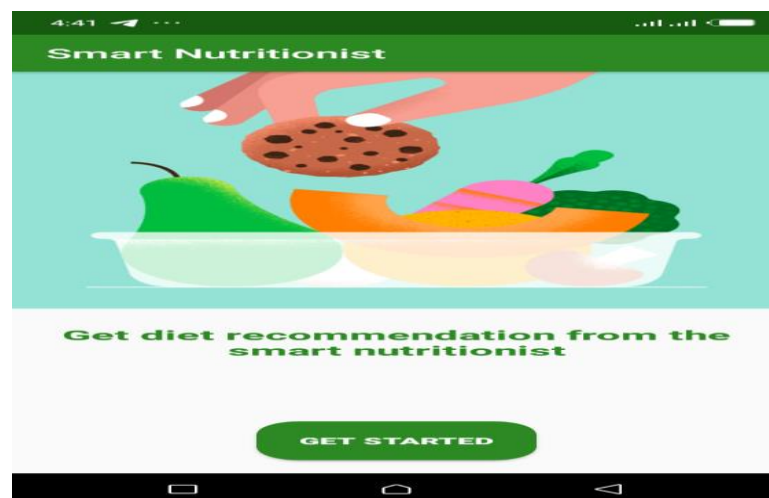 4:41
Smart Nutritionist
Get diet recommendation from the
smart nutritionist
GET STARTED